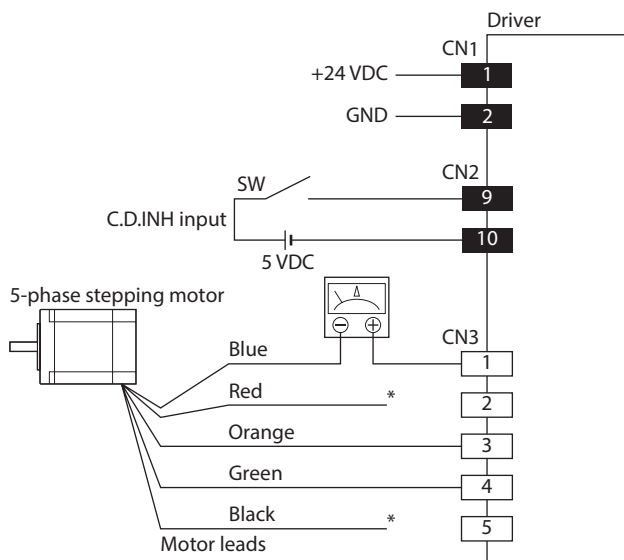 Driver
CN1
+24 VDC
1
GND
2
CN2
SW
9
C.D.INH input
10
5 VDC
5-phase stepping motor
CN3
Blue
1
Red
*
2
Orange
3
Green
4
Black
*
5
Motor leads